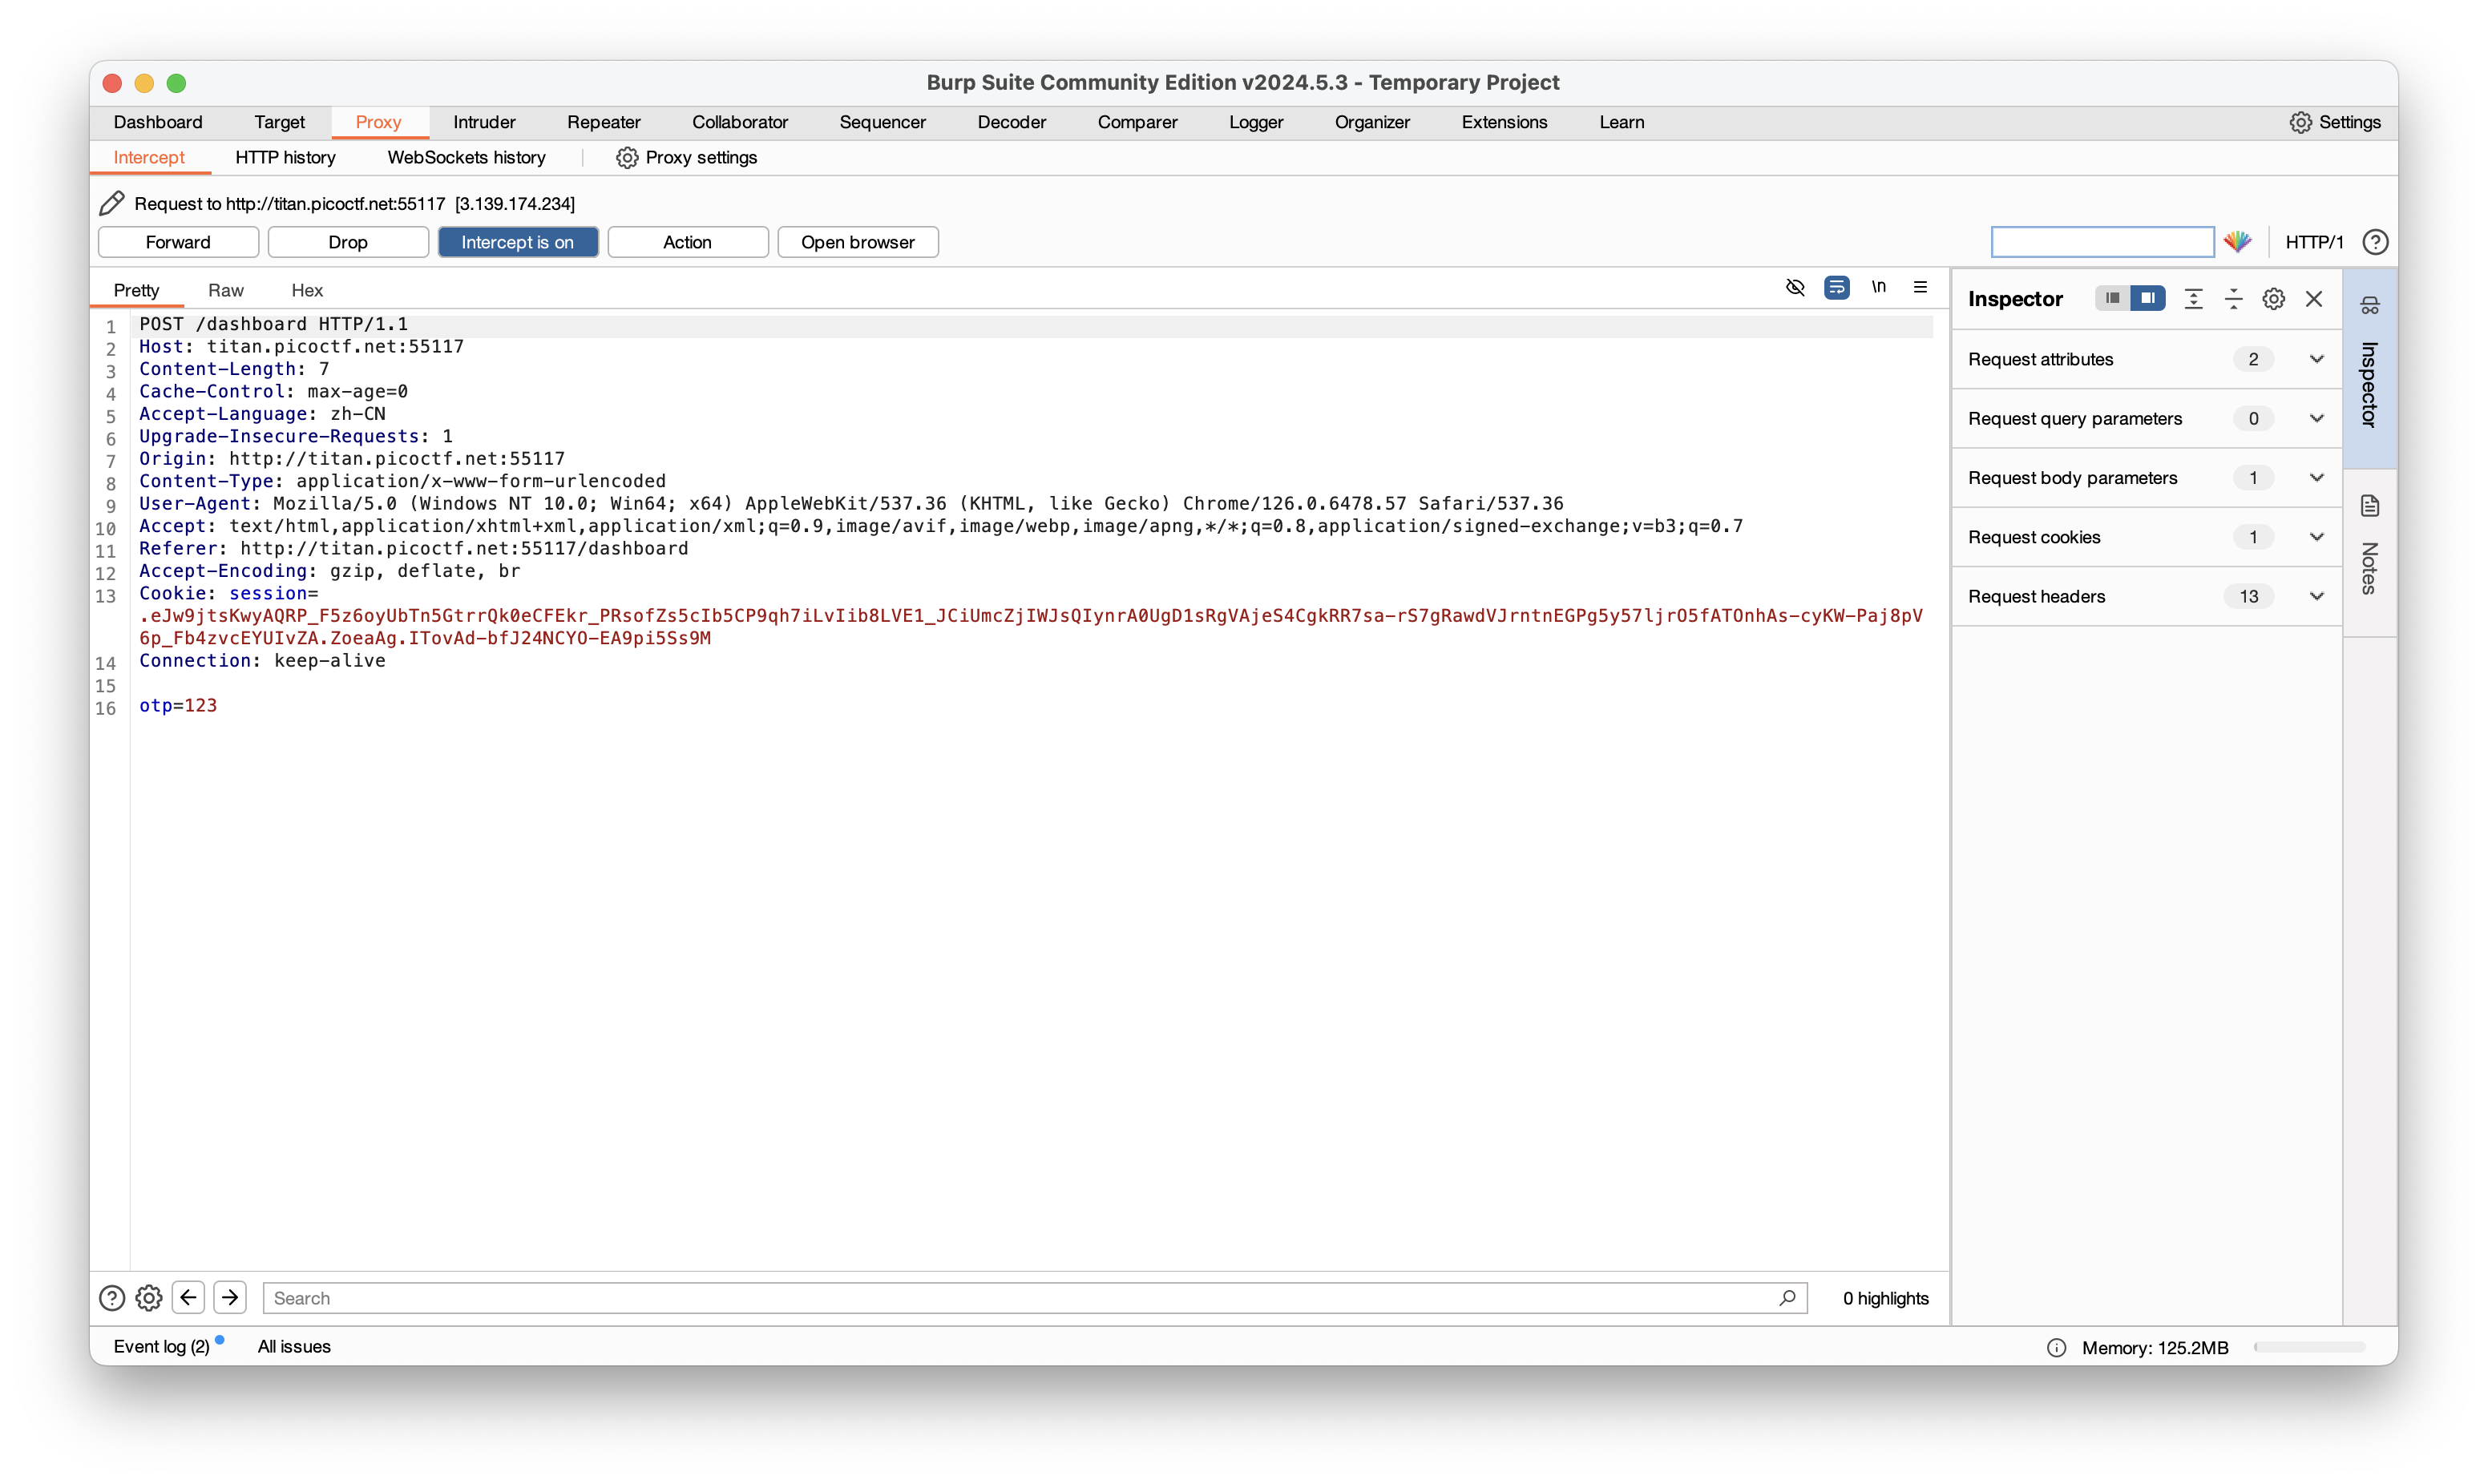 Burp Suite Community Edition v2024.5.3 - Temporary Project
Dashboard Target Proxy Intruder Repeater Collaborator Sequencer Decoder Comparer Logger Organizer Extensions Learn Settings
Intercept HTTP history WebSockets history Proxy settings
Request to http://titan.picoctf.net:55117 [3.139.174.234]
Forward Drop Intercept is on Action Open browser HTTP/1
Pretty Raw Hex \n
1 POST /dashboard HTTP/1.1
2 Host: titan.picoctf.net:55117
3 Content-Length: 7
4 Cache-Control: max-age=0
5 Accept-Language: zh-CN
6 Upgrade-Insecure-Requests: 1
7 Origin: http://titan.picoctf.net:55117
8 Content-Type: application/x-www-form-urlencoded
9 User-Agent: Mozilla/5.0 (Windows NT 10.0; Win64; x64) AppleWebKit/537.36 (KHTML, like Gecko) Chrome/126.0.6478.57 Safari/537.36
10 Accept: text/html,application/xhtml+xml,application/xml;q=0.9,image/avif,image/webp,image/apng,*/*;q=0.8,application/signed-exchange;v=b3;q=0.7
11 Referer: http://titan.picoctf.net:55117/dashboard
12 Accept-Encoding: gzip, deflate, br
13 Cookie: session=
.eJw9jtsKwyAQRP_F5z6oyUbTn5GtrrQk0eCFEkr_PRsofZs5cIb5CP9qh7iLvIib8LVE1_JCiUmcZjIWJsQIynrA0UgD1sRgVAjeS4CgkRR7sa-rS7gRawdVJrntnEGPg5y57ljrO5fATOnhAs-cyKW-Paj8pV
6p_Fb4zvcEYUIvZA.ZoeaAg.ITovAd-bfJ24NCYO-EA9pi5Ss9M
14 Connection: keep-alive
15
16 otp=123
Inspector
Request attributes 2
Request query parameters 0
Request body parameters 1
Request cookies 1
Request headers 13
Inspector
Notes
Search 0 highlights
Event log (2) All issues Memory: 125.2MB